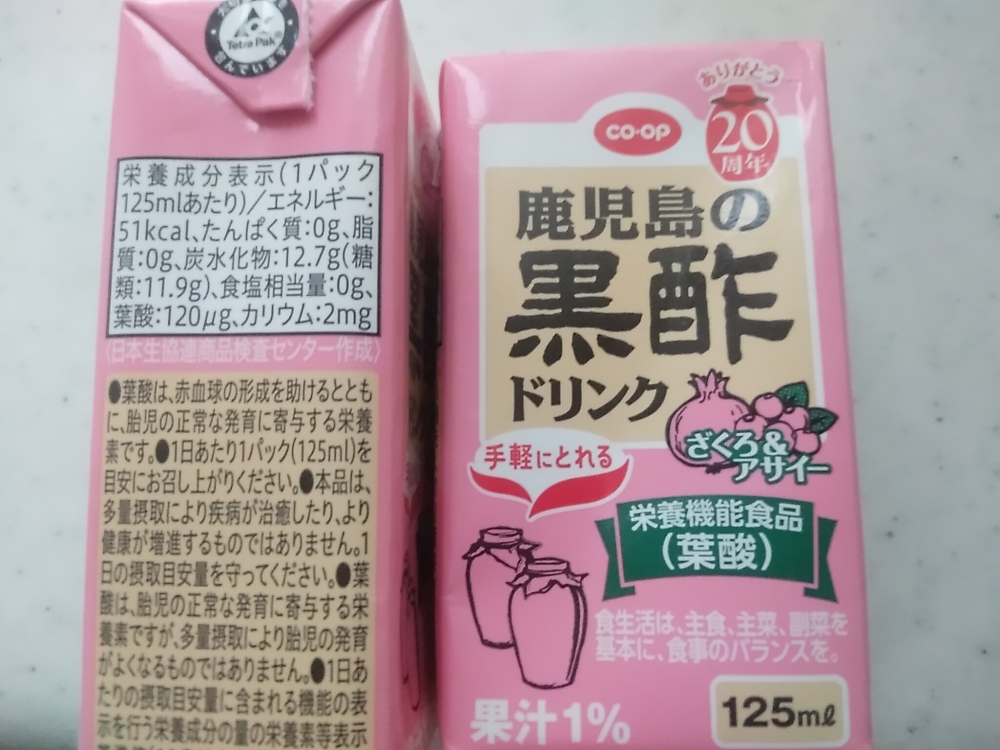 Tetra Pak®
包んでいます
栄養成分表示(1パック
125mlあたり)／エネルギー:
51kcal、たんぱく質:0g、脂
質:0g、炭水化物:12.7g(糖
類:11.9g)、食塩相当量:0g、
葉酸:120μg、カリウム:2mg
(日本生協連商品検査センター作成)
●葉酸は、赤血球の形成を助けるととも
に、胎児の正常な発育に寄与する栄養
素です。●1日あたり1パック(125ml)を
目安にお召し上がりください。●本品は、
多量摂取により疾病が治癒したり、より
健康が増進するものではありません。1
日の摂取目安量を守ってください。●葉
酸は、胎児の正常な発育に寄与する栄
養素ですが、多量摂取により胎児の発育
がよくなるものではありません。●1日あ
たりの摂取目安量に含まれる機能の表
示を行う栄養成分の量の栄養素等表示
ありがとう
20
周年
CO·OP
鹿児島の
黒酢
ドリンク
ざくろ&
アサイー
手軽にとれる
栄養機能食品
(葉酸)
食生活は、主食、主菜、副菜を
基本に、食事のバランスを。
果汁1%
125ml